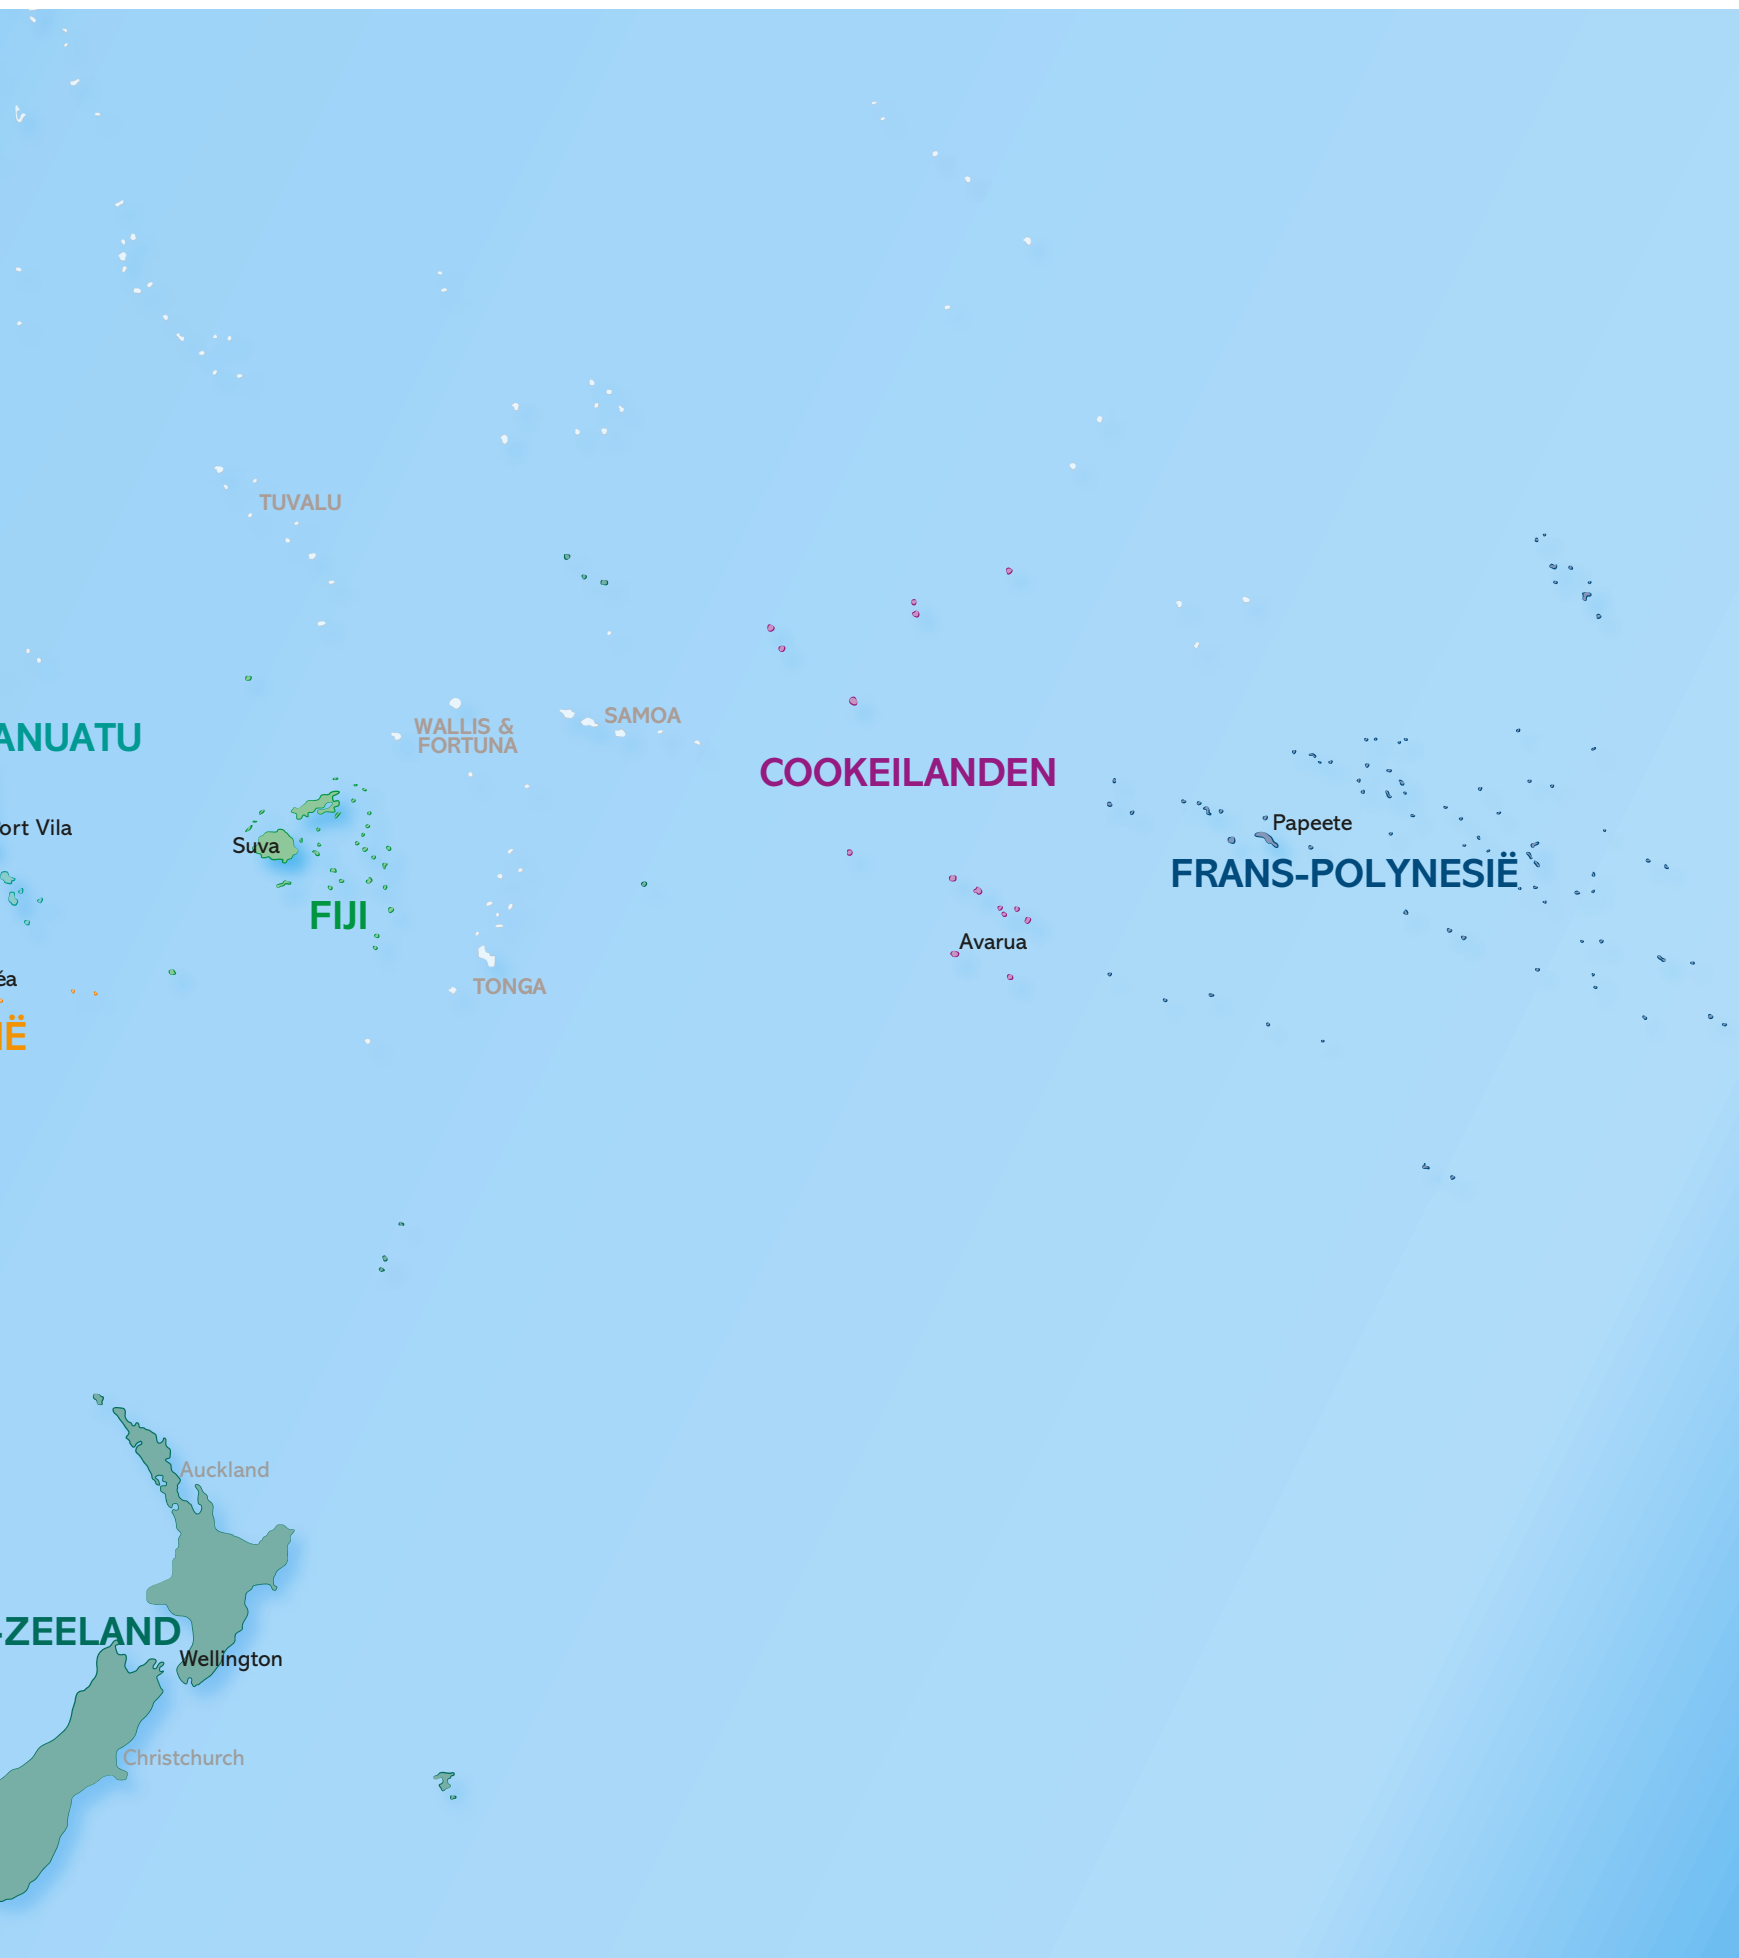 TUVALU
WALLIS &
FORTUNA
SAMOA
ANUATU
COOKEILANDEN
ort Vila
Suva
Papeete
FRANS-POLYNESIË
FIJI
Avarua
éa
TONGA
IË
Auckland
-ZEELAND
Wellington
Christchurch